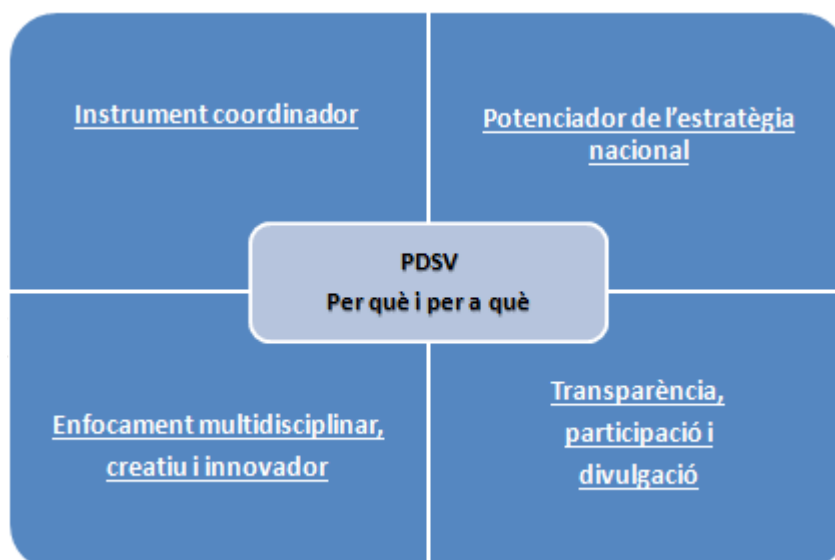 Instrument coordinador
Potenciador de l'estratègia
nacional
PDSV
Per què i per a què
Enfocament multidisciplinar,
creatiu i innovador
Transparència,
participació i
divulgació